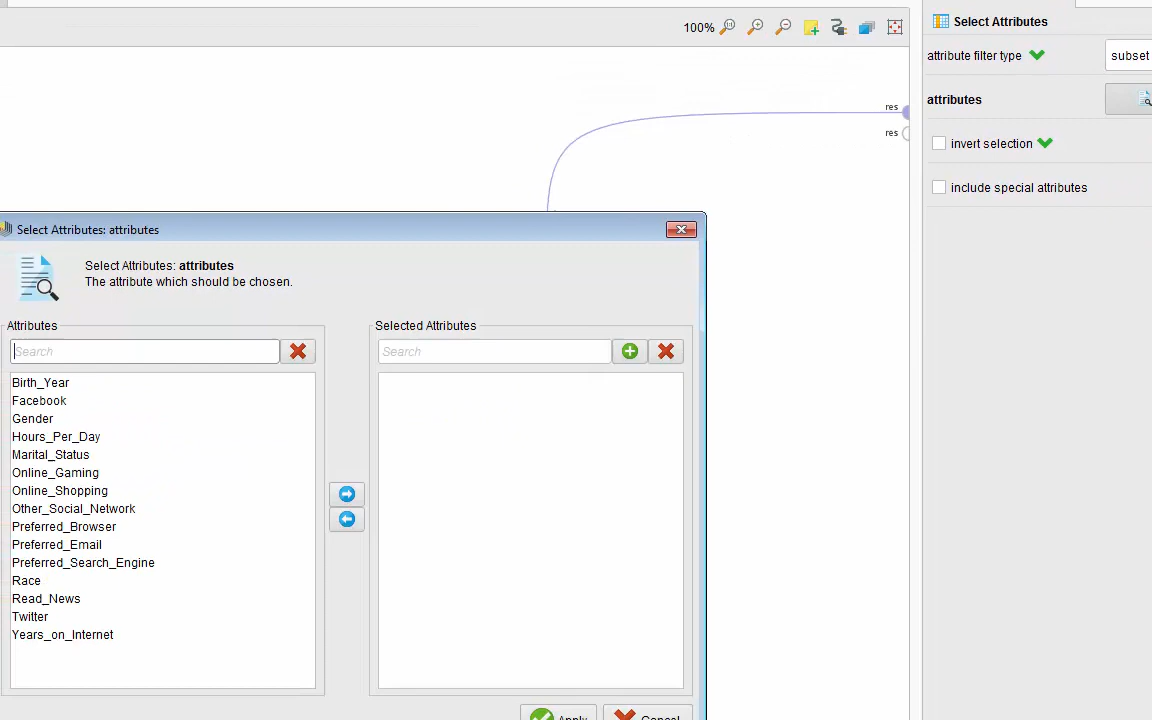 100%
Select Attributes
attribute filter type
subset
attributes
res
res
invert selection
include special attributes
Select Attributes: attributes
Select Attributes: attributes
The attribute which should be chosen.
Attributes
Selected Attributes
Search
Search
Birth_Year
Facebook
Gender
Hours_Per_Day
Marital_Status
Online_Gaming
Online_Shopping
Other_Social_Network
Preferred_Browser
Preferred_Email
Preferred_Search_Engine
Race
Read_News
Twitter
Years_on_Internet
Apply
Cancel